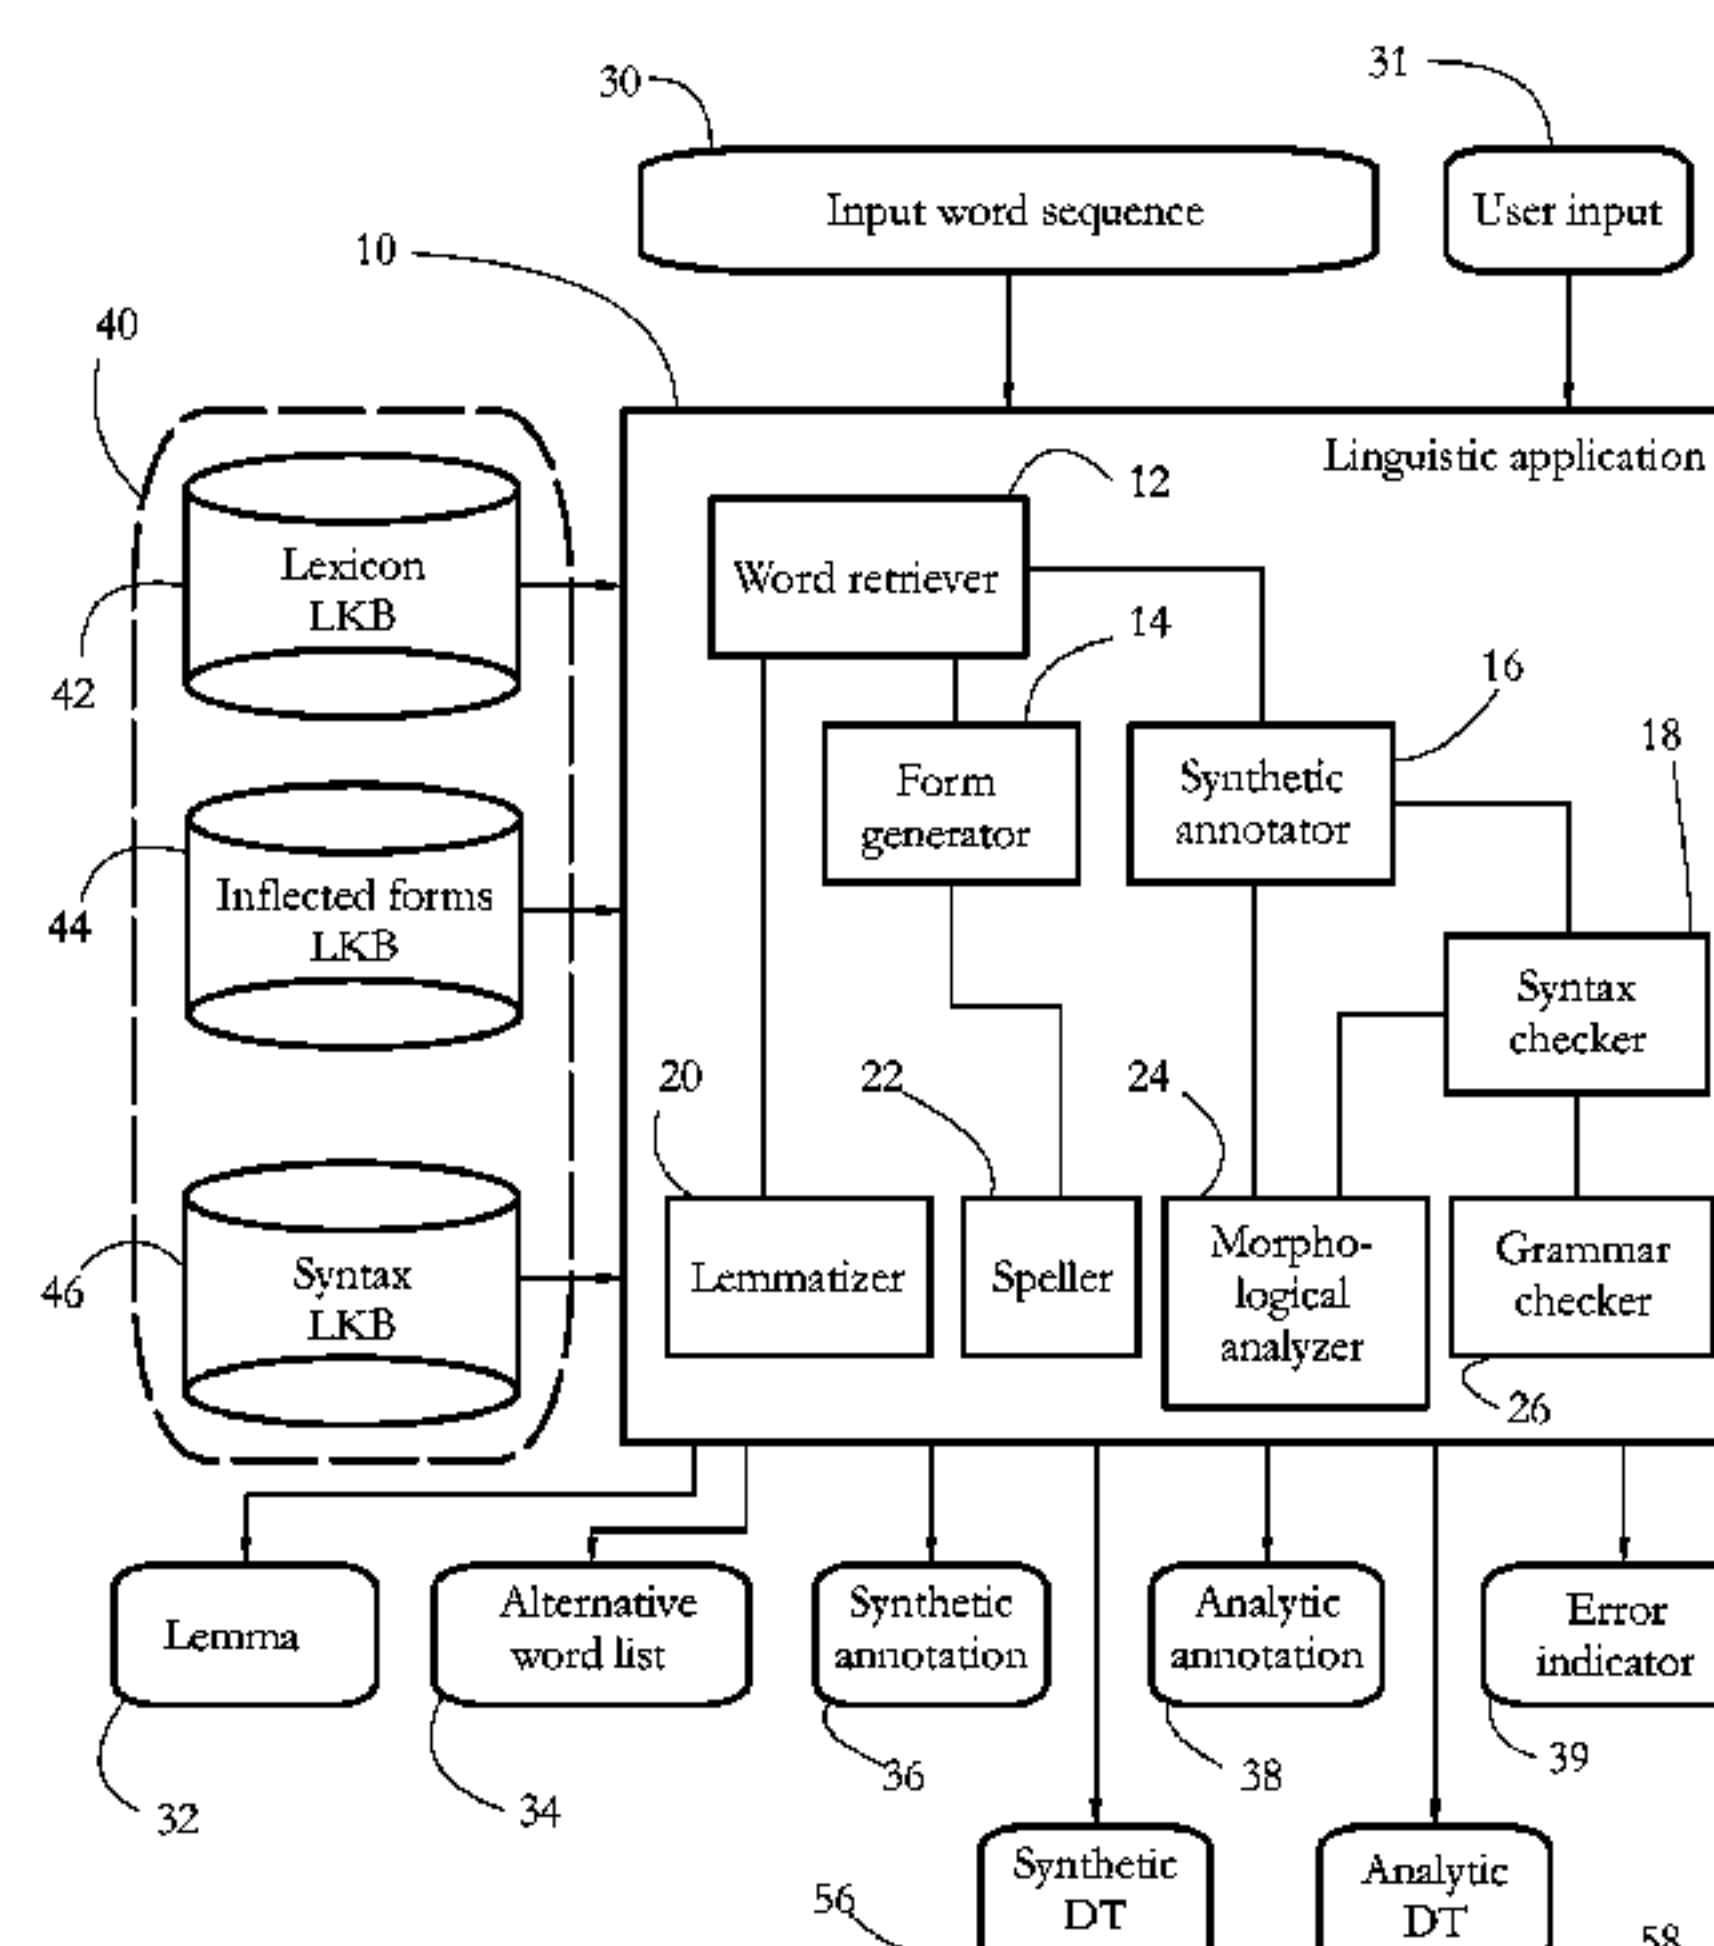 30
31
Input word sequence
User input
10
40
Linguistic application
12
Word retriever
Lexicon
LKB
14
16
42
18
Form
generator
Synthetic
annotator
Inflected forms
LKB
44
Syntax
checker
20
22
24
Lemmatizer
Speller
Morpho-
logical
analyzer
Grammar
checker
Syntax
LKB
46
26
Lemma
Alternative
word list
Synthetic
annotation
Analytic
annotation
Error
indicator
32
34
36
38
39
Synthetic
DT
Analytic
DT
56
58